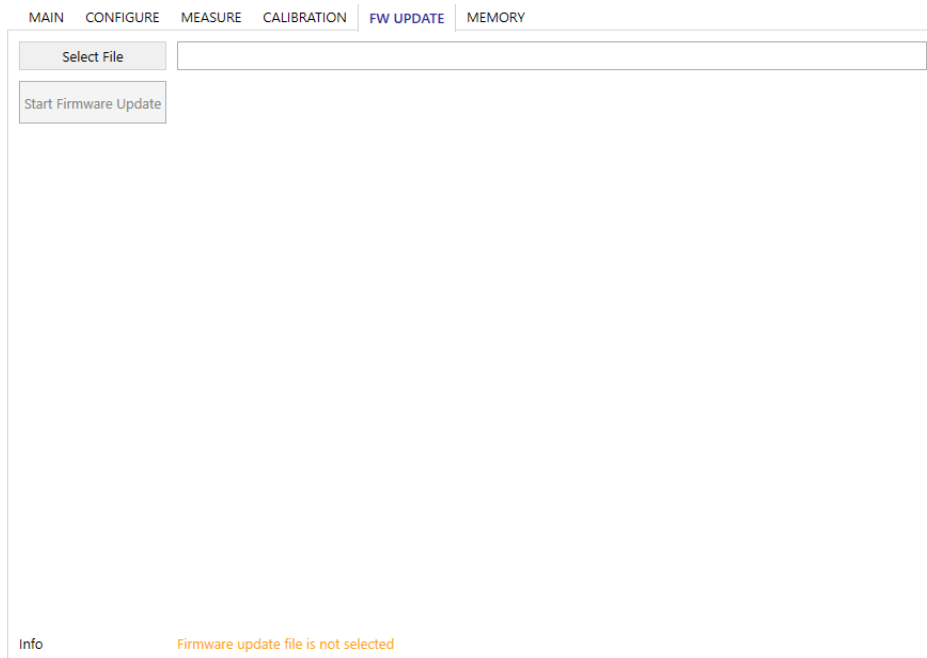 MAIN CONFIGURE MEASURE CALIBRATION FW UPDATE MEMORY
Select File
Start Firmware Update
Info Firmware update file is not selected